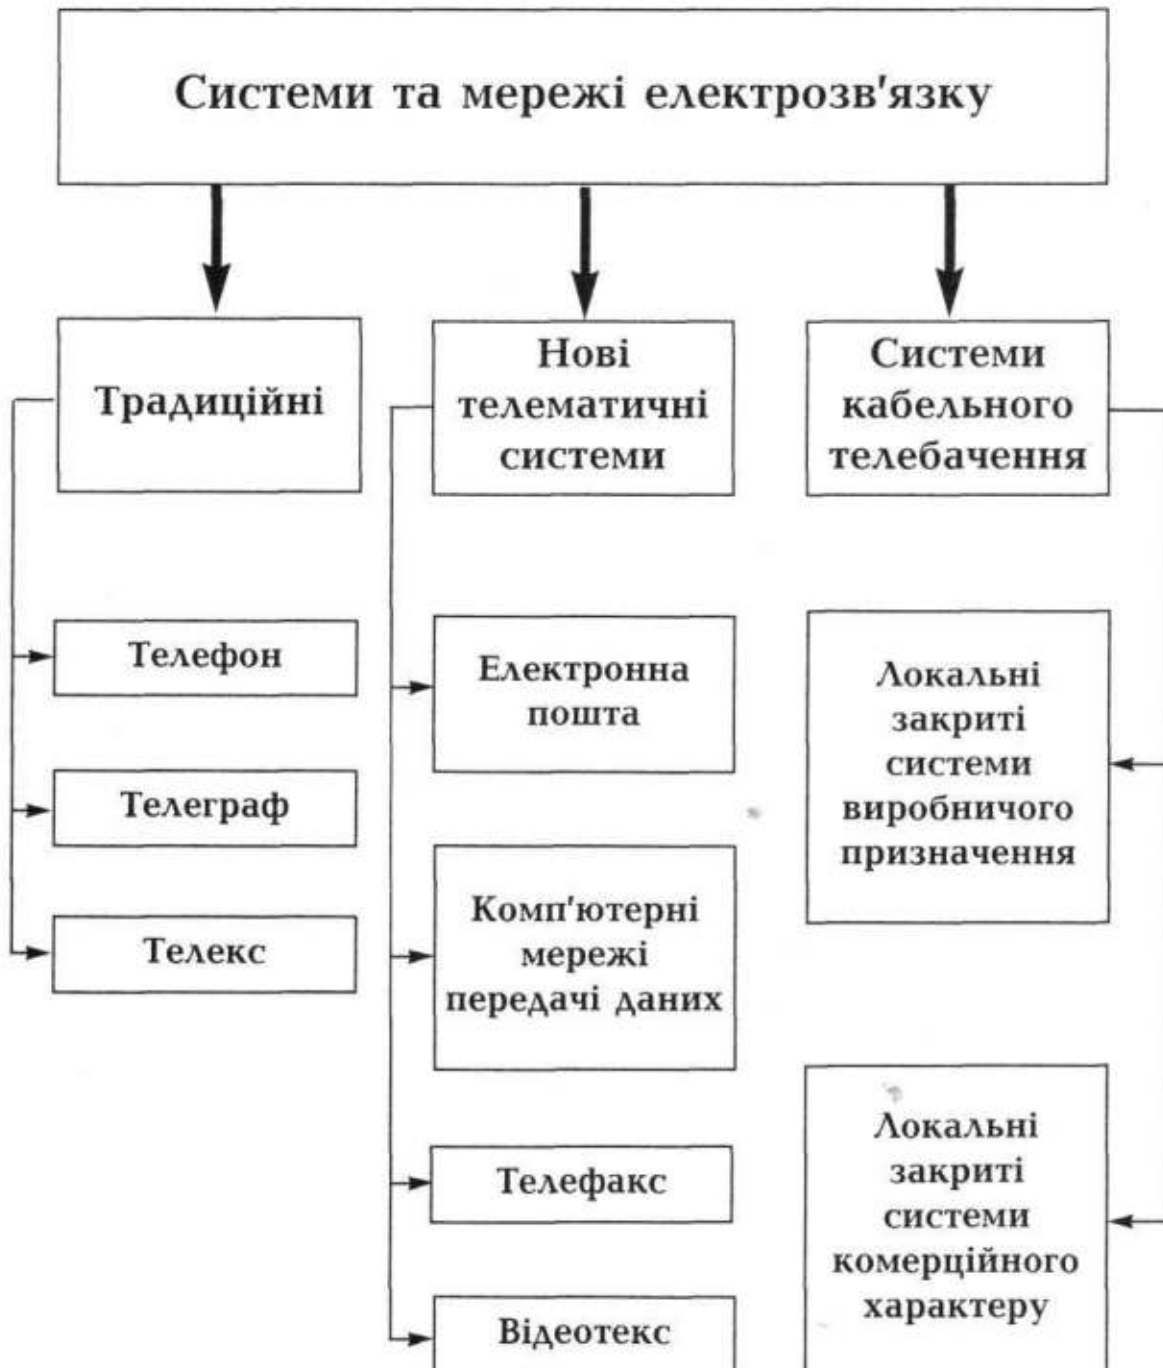 Системи та мережі електрозв'язку
Традиційні
Телефон
Телеграф
Телекс
Нові
телематичні
системи
Електронна
пошта
Комп'ютерні
мережі
передачі даних
Телефакс
Відеотекс
Системи
кабельного
телебачення
Локальні
закриті
системи
виробничого
призначення
Локальні
закриті
системи
комерційного
характеру